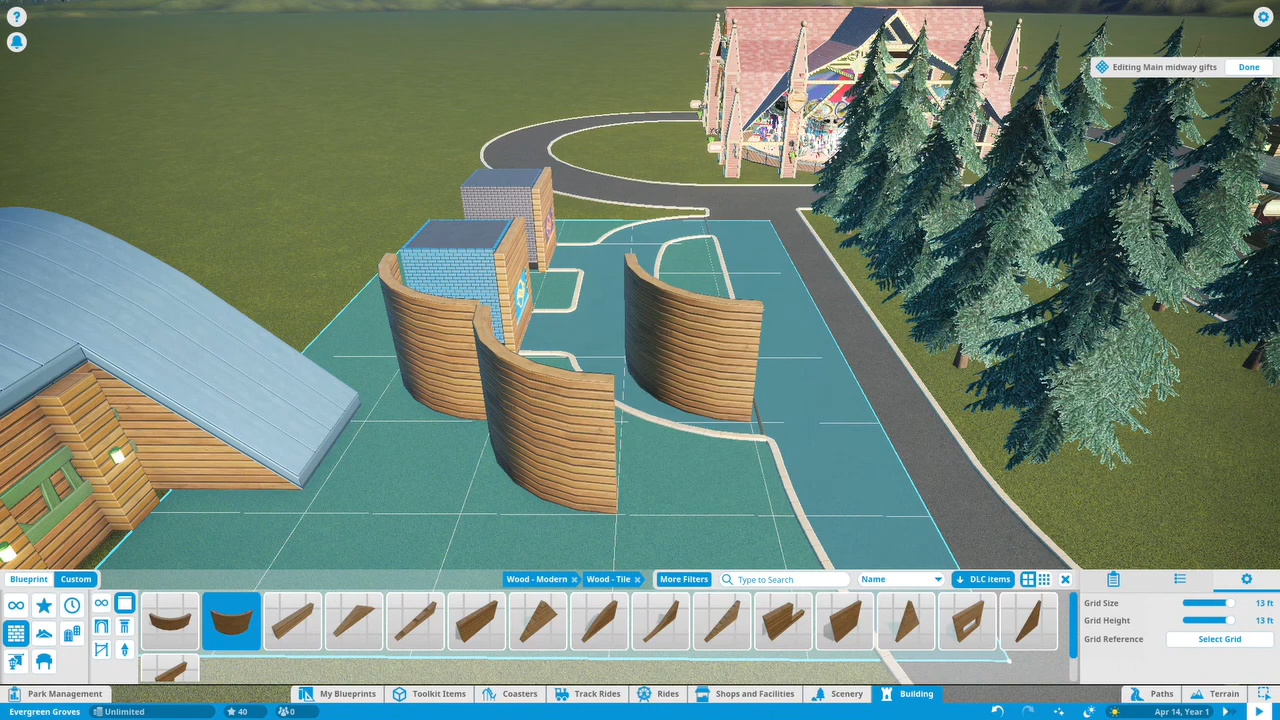 ?
Editing Main midway gifts Done
Blueprint Custom
Wood - Modern × Wood - Tile × More Filters Type to Search Name DLC items
Grid Size 13 ft
Grid Height 13 ft
Grid Reference Select Grid
Park Management My Blueprints Toolkit Items Coasters Track Rides Rides Shops and Facilities Scenery Building Paths Terrain
Evergreen Groves Unlimited 40 0 Apr 14, Year 1